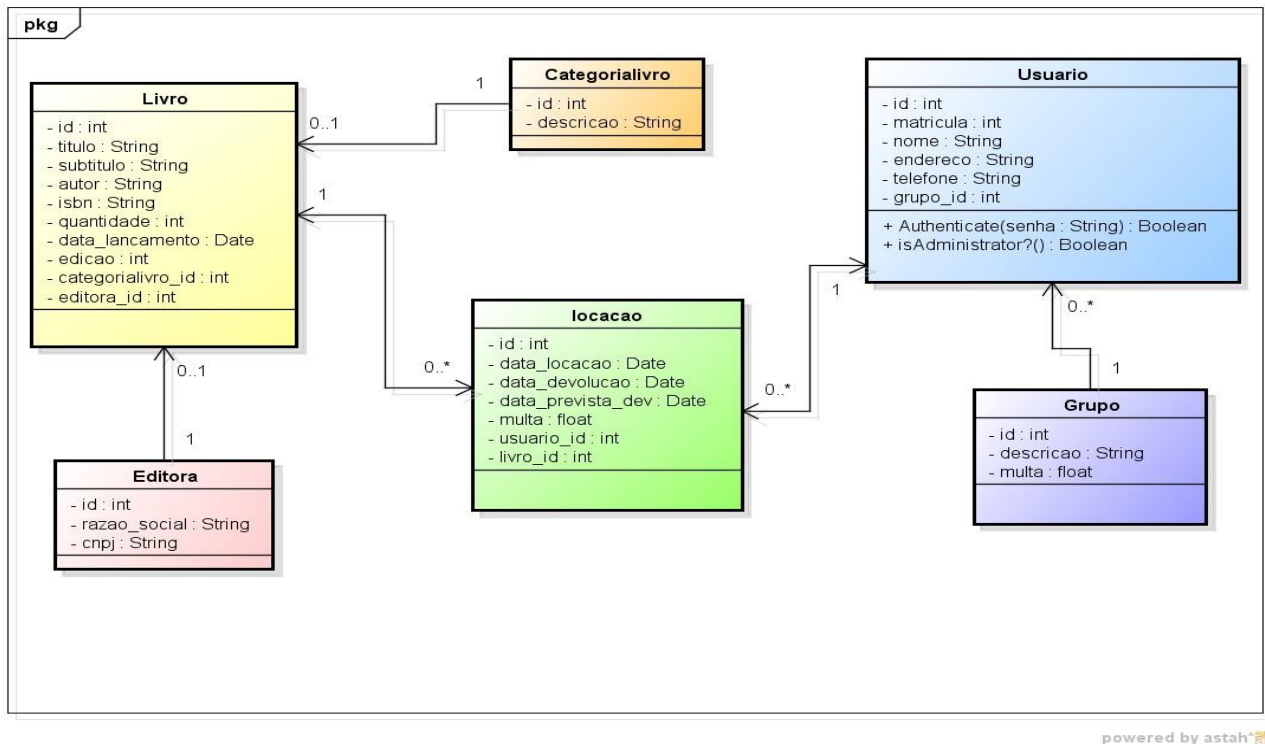 pkg
Livro
- id : int
- titulo : String
- subtitulo : String
- autor : String
- isbn : String
- quantidade : int
- data_lancamento : Date
- edicao : int
- categorialivro_id : int
- editora_id : int
0..1
1
Categorialivro
- id : int
- descricao : String
Usuario
- id : int
- matricula : int
- nome : String
- endereco : String
- telefone : String
- grupo_id : int
+ Authenticate(senha : String) : Boolean
+ isAdministrator?() : Boolean
1
0..*
locacao
- id : int
- data_locacao : Date
- data_devolucao : Date
- data_prevista_dev : Date
- multa : float
- usuario_id : int
- livro_id : int
0..*
1
0..*
1
Grupo
- id : int
- descricao : String
- multa : float
0..1
1
Editora
- id : int
- razao_social : String
- cnpj : String
powered by astah*